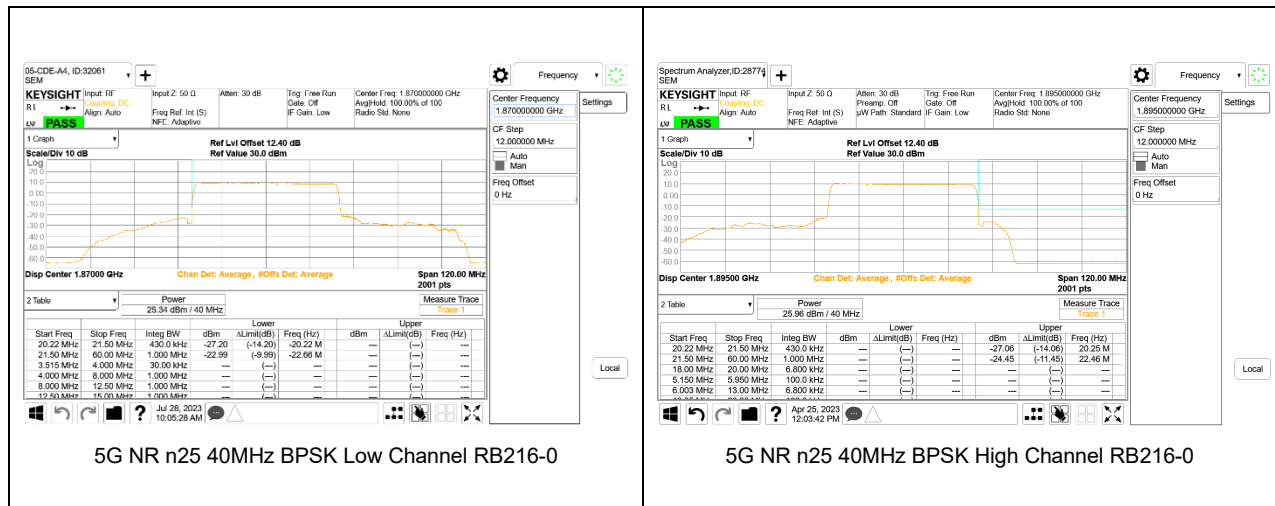 05-CDE-A4, ID:32061
SEM
Frequency
KEYSIGHT
Input: RF
Input Z: 50 Ω
Atten: 30 dB
Trig: Free Run
Center Freq: 1.870000000 GHz
Coupling: DC
Gate: Off
Avg|Hold: 100.00% of 100
RL
Align: Auto
Freq Ref: Int (S)
IF Gain: Low
Radio Std: None
NFE: Adaptive
PASS
Center Frequency
1.870000000 GHz
Settings
CF Step
12.000000 MHz
Auto
Man
Freq Offset
0 Hz
1 Graph
Ref Lvl Offset 12.40 dB
Scale/Div 10 dB
Ref Value 30.0 dBm
Log
20.0
10.0
0.00
-10.0
-20.0
-30.0
-40.0
-50.0
-60.0
Disp Center 1.87000 GHz
Chan Det: Average, #Offs Det: Average
Span 120.00 MHz
2001 pts
2 Table
Power
25.34 dBm / 40 MHz
Measure Trace
Trace 1
Lower Upper
Start Freq Stop Freq Integ BW dBm ΔLimit(dB) Freq (Hz) dBm ΔLimit(dB) Freq (Hz)
20.22 MHz 21.50 MHz 430.0 kHz -27.20 (-14.20) -20.22 M --- (---) ---
21.50 MHz 60.00 MHz 1.000 MHz -22.99 (-9.99) -22.66 M --- (---) ---
3.515 MHz 4.000 MHz 30.00 kHz --- (---) --- --- (---) ---
4.000 MHz 8.000 MHz 1.000 MHz --- (---) --- --- (---) ---
8.000 MHz 12.50 MHz 1.000 MHz --- (---) --- --- (---) ---
12.50 MHz 15.00 MHz 1.000 MHz --- (---) --- --- (---) ---
Local
? Jul 28, 2023
10:05:28 AM
5G NR n25 40MHz BPSK Low Channel RB216-0
Spectrum Analyzer,ID:28774
SEM
Frequency
KEYSIGHT
Input: RF
Input Z: 50 Ω
Atten: 30 dB
Trig: Free Run
Center Freq: 1.895000000 GHz
Coupling: DC
Preamp: Off
Gate: Off
Avg|Hold: 100.00% of 100
RL
Align: Auto
Freq Ref: Int (S)
µW Path: Standard
IF Gain: Low
Radio Std: None
NFE: Adaptive
PASS
Center Frequency
1.895000000 GHz
Settings
CF Step
12.000000 MHz
Auto
Man
Freq Offset
0 Hz
1 Graph
Ref Lvl Offset 12.40 dB
Scale/Div 10 dB
Ref Value 30.0 dBm
Log
20.0
10.0
0.00
-10.0
-20.0
-30.0
-40.0
-50.0
-60.0
Disp Center 1.89500 GHz
Chan Det: Average, #Offs Det: Average
Span 120.00 MHz
2001 pts
2 Table
Power
25.96 dBm / 40 MHz
Measure Trace
Trace 1
Lower Upper
Start Freq Stop Freq Integ BW dBm ΔLimit(dB) Freq (Hz) dBm ΔLimit(dB) Freq (Hz)
20.22 MHz 21.50 MHz 430.0 kHz --- (---) --- -27.06 (-14.06) 20.25 M
21.50 MHz 60.00 MHz 1.000 MHz --- (---) --- -24.45 (-11.45) 22.46 M
18.00 MHz 20.00 MHz 6.800 kHz --- (---) --- --- (---) ---
5.150 MHz 5.950 MHz 100.0 kHz --- (---) --- --- (---) ---
6.003 MHz 13.00 MHz 6.800 kHz --- (---) --- --- (---) ---
Local
? Apr 25, 2023
12:03:42 PM
5G NR n25 40MHz BPSK High Channel RB216-0